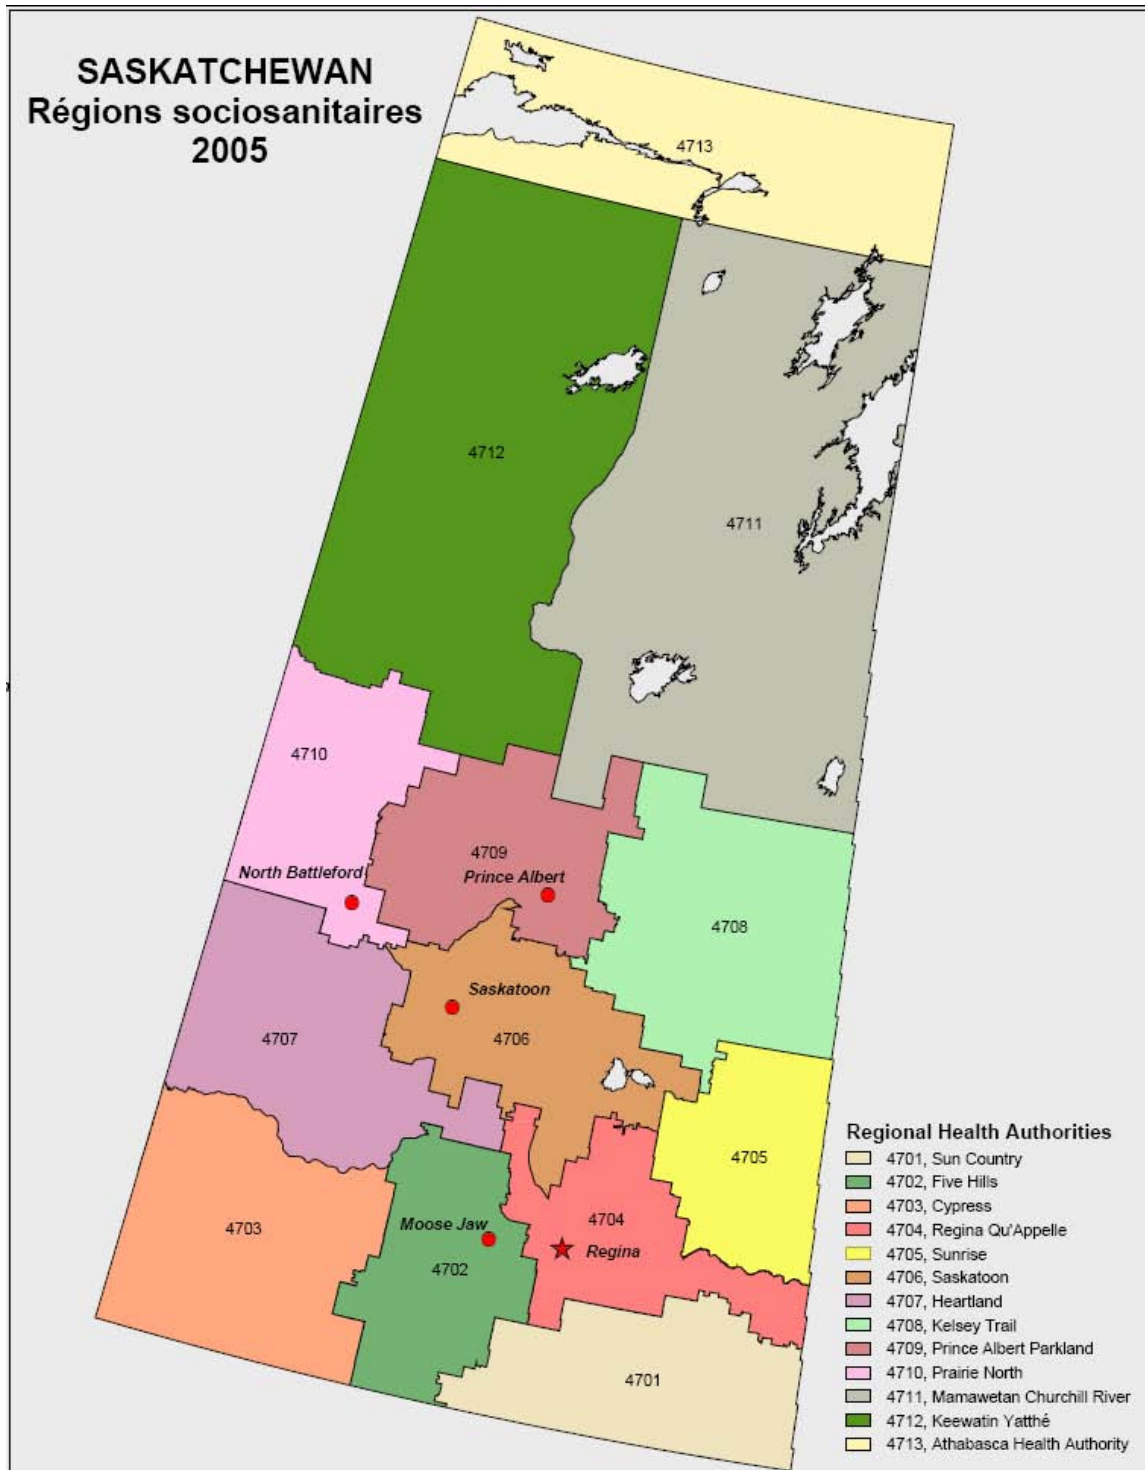 SASKATCHEWAN
Régions sociosanitaires
2005
4713
4712
4711
4710
4709
North Battleford
Prince Albert
4708
Saskatoon
4707
4706
4705
4703
Moose Jaw
4704
Regina
4702
4701
Regional Health Authorities
4701, Sun Country
4702, Five Hills
4703, Cypress
4704, Regina Qu'Appelle
4705, Sunrise
4706, Saskatoon
4707, Heartland
4708, Kelsey Trail
4709, Prince Albert Parkland
4710, Prairie North
4711, Mamawetan Churchill River
4712, Keewatin Yatthé
4713, Athabasca Health Authority